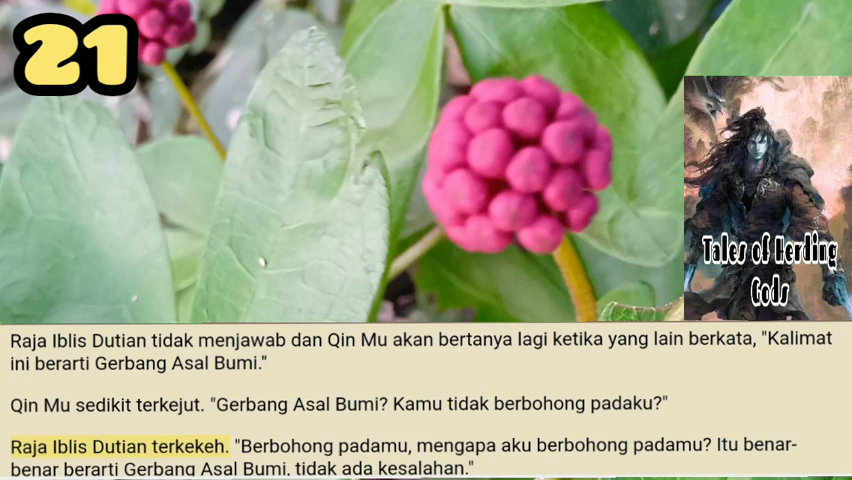 21
Tales of Herding
Gods
Raja Iblis Dutian tidak menjawab dan Qin Mu akan bertanya lagi ketika yang lain berkata, "Kalimat
ini berarti Gerbang Asal Bumi."
Qin Mu sedikit terkejut. "Gerbang Asal Bumi? Kamu tidak berbohong padaku?"
Raja Iblis Dutian terkekeh. "Berbohong padamu, mengapa aku berbohong padamu? Itu benar-
benar berarti Gerbang Asal Bumi, tidak ada kesalahan."